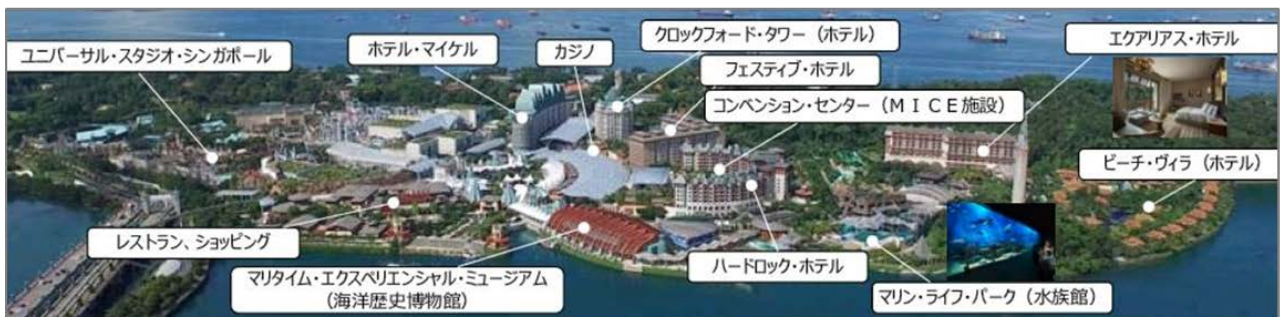 クロックフォード・タワー（ホテル）
エクアリアス・ホテル
ユニバーサル・スタジオ・シンガポール
ホテル・マイケル
カジノ
フェスティブ・ホテル
コンベンション・センター（ＭＩＣＥ施設）
ビーチ・ヴィラ（ホテル）
レストラン、ショッピング
マリタイム・エクスペリエンシャル・ミュージアム
（海洋歴史博物館）
ハードロック・ホテル
マリン・ライフ・パーク（水族館）